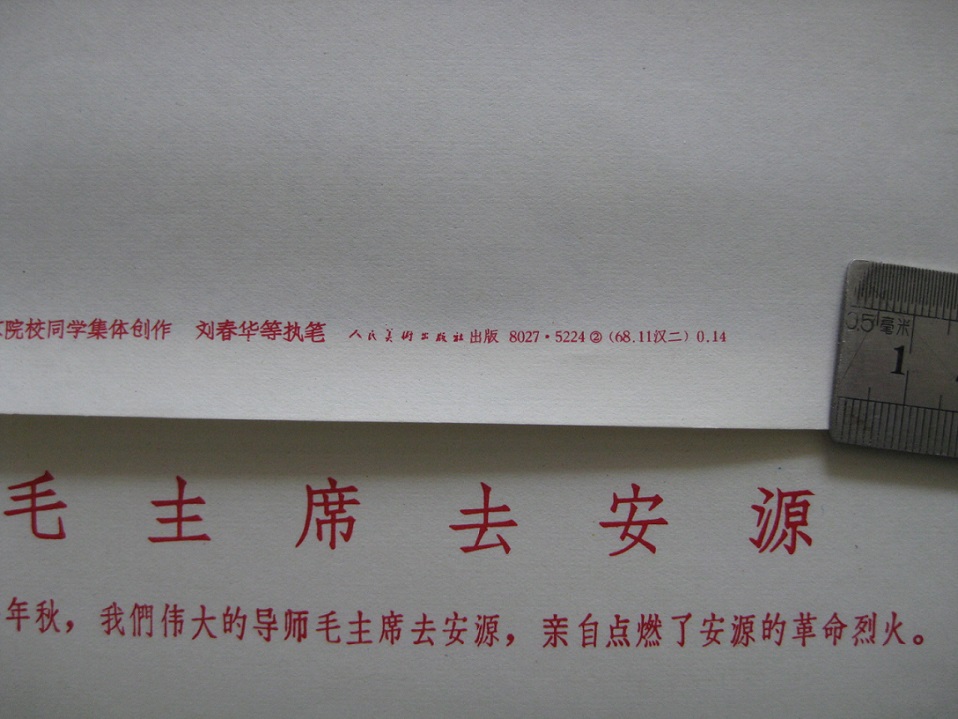 院校同学集体创作 刘春华等执笔 人民美術出版社出版 8027·5224②(68.11汉二)0.14
0.5毫米
1
毛主席去安源
年秋，我們伟大的导师毛主席去安源，亲自点燃了安源的革命烈火。